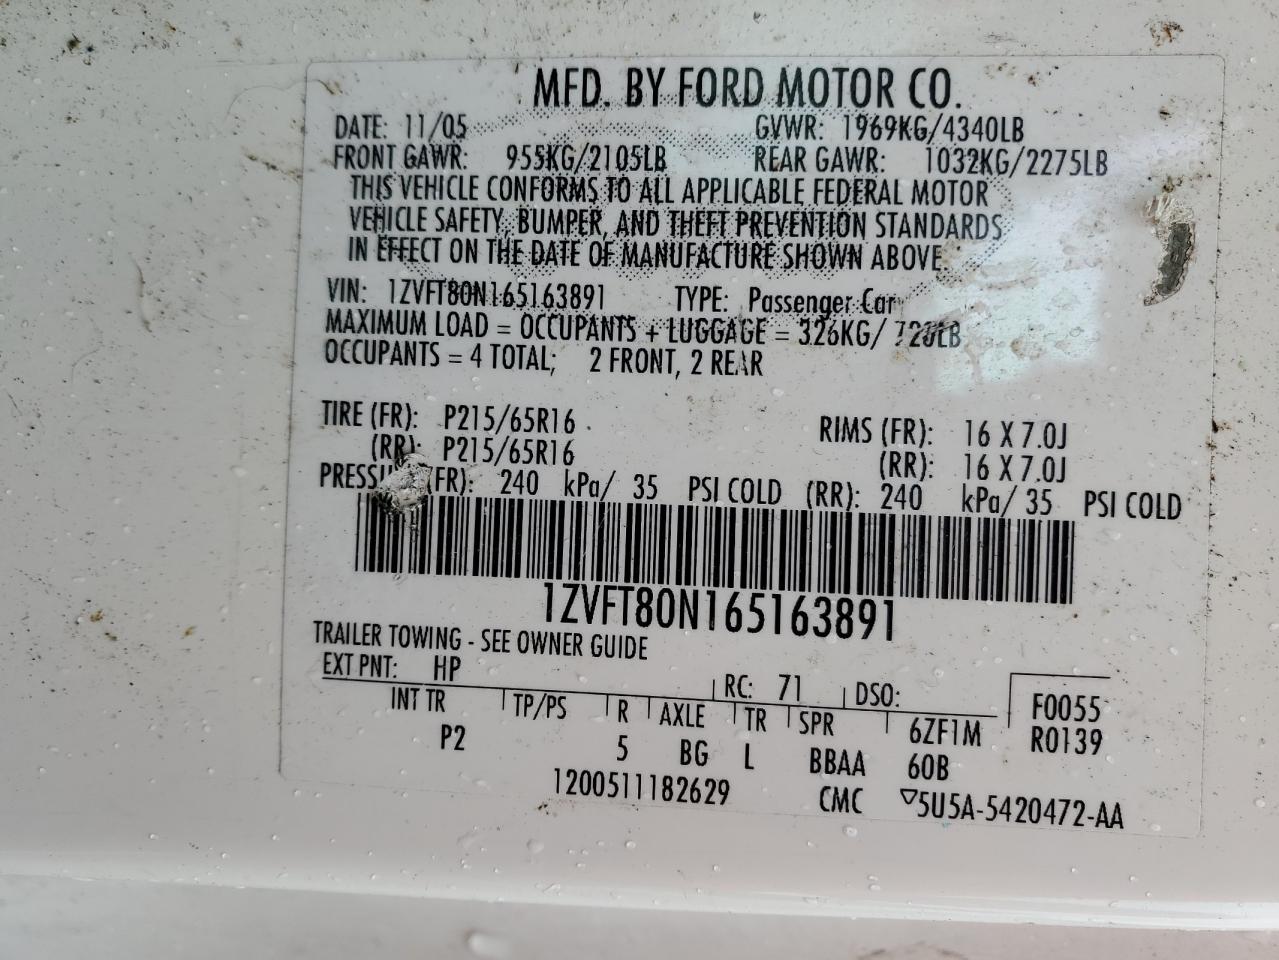 MFD. BY FORD MOTOR CO.
DATE: 11/05 GVWR: 1969KG/4340LB
FRONT GAWR: 955KG/2105LB REAR GAWR: 1032KG/2275LB
THIS VEHICLE CONFORMS TO ALL APPLICABLE FEDERAL MOTOR
VEHICLE SAFETY, BUMPER, AND THEFT PREVENTION STANDARDS
IN EFFECT ON THE DATE OF MANUFACTURE SHOWN ABOVE.
VIN: 1ZVFT80N165163891 TYPE: Passenger Car
MAXIMUM LOAD = OCCUPANTS + LUGGAGE = 326KG/
OCCUPANTS = 4 TOTAL; 2 FRONT, 2 REAR
TIRE (FR): P215/65R16 RIMS (FR): 16 X 7.0J
(RR): P215/65R16 (RR): 16 X 7.0J
(FR): 240 kPa/ 35 PSI COLD (RR): 240 kPa/ 35 PSI COLD
1ZVFT80N165163891
TRAILER TOWING - SEE OWNER GUIDE
EXT PNT: HP RC: 71 DSO:
INT TR TP/PS R AXLE TR SPR 6ZF1M F0055
P2 5 BG L BBAA 60B R0139
1200511182629 CMC ▽5U5A-5420472-AA